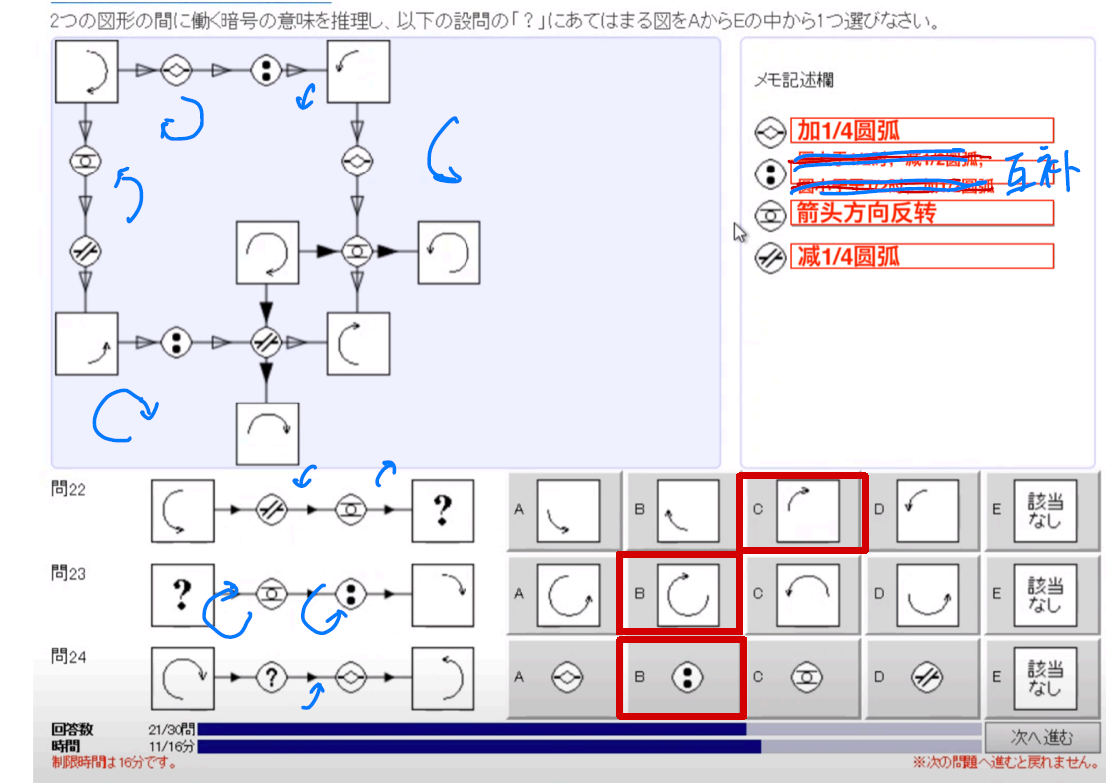 2つの図形の間に働く暗号の意味を推理し、以下の設問の「？」にあてはまる図をAからEの中から1つ選びなさい。
メモ記述欄
加1/4圆弧
互补
箭头方向反转
减1/4圆弧
問22
?
A
B
C
D
E 該当なし
問23
?
A
B
C
D
E 該当なし
問24
?
A
B
C
D
E 該当なし
回答数 21/30問
時間 11/16分
次へ進む
制限時間は16分です。
※次の問題へ進むと戻れません。